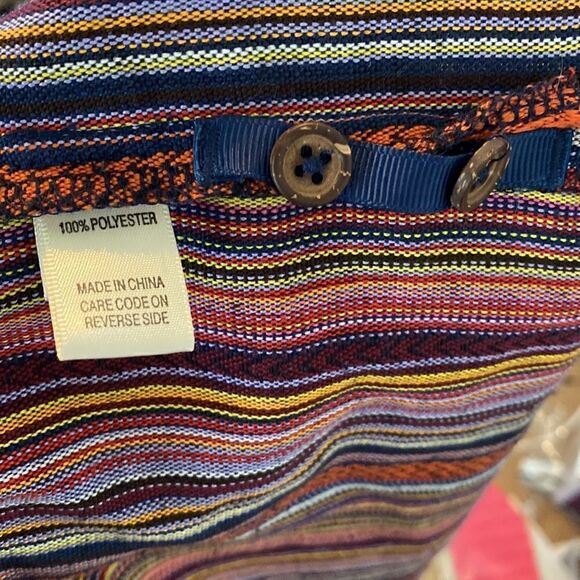 100% POLYESTER
MADE IN CHINA
CARE CODE ON
REVERSE SIDE